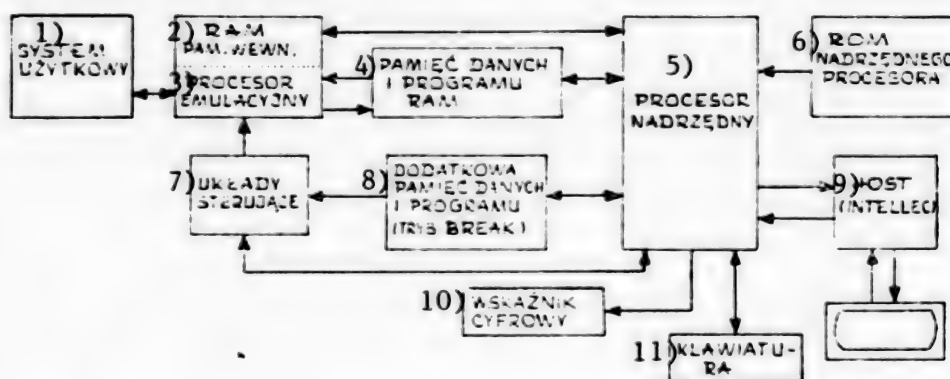 1)
SYSTEM
UŻYTKOWY
2) RAM
PAM. WEWN.
3) PROCESOR
EMULACYJNY
4) PAMIĘĆ DANYCH
I PROGRAMU
RAM
5)
PROCESOR
NADRZĘDNY
6) ROM
NADRZĘDNEGO
PROCESORA
7) UKŁADY
STERUJĄCE
8) DODATKOWA
PAMIĘĆ DANYCH
I PROGRAMU
(TRYB BREAK)
9) HOST
(INTELLEC)
10) WSKAŹNIK
CYFROWY
11) KLAWIATU-
RA